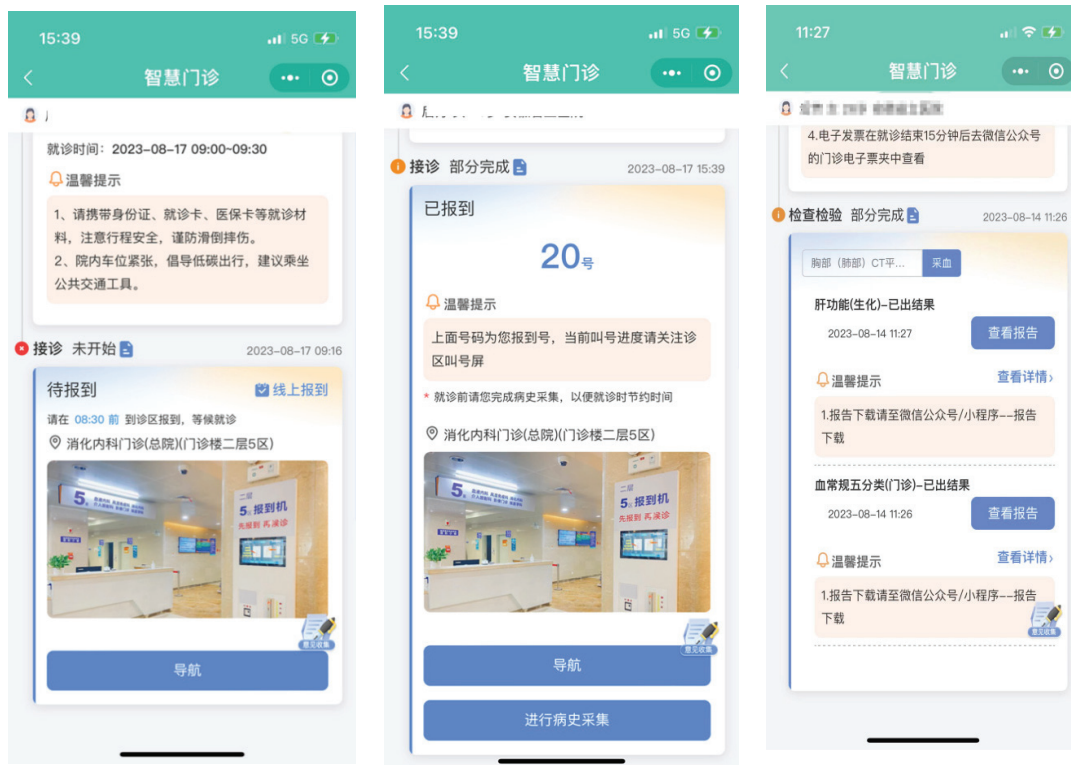 15:39
5G
智慧门诊
就诊时间：2023-08-17 09:00~09:30
温馨提示
1、请携带身份证、就诊卡、医保卡等就诊材
料，注意行程安全，谨防滑倒摔伤。
2、院内车位紧张，倡导低碳出行，建议乘坐
公共交通工具。
接诊 未开始
2023-08-17 09:16
待报到
线上报到
请在 08:30 前 到诊区报到，等候就诊
消化内科门诊(总院)(门诊楼二层5区)
二层
5区 报到机
先报到 再候诊
意见收集
导航
15:39
5G
智慧门诊
接诊 部分完成
2023-08-17 15:39
已报到
20号
温馨提示
上面号码为您报到号，当前叫号进度请关注诊
区叫号屏
* 就诊前请您完成病史采集，以便就诊时节约时间
消化内科门诊(总院)(门诊楼二层5区)
二层
5区 报到机
先报到 再候诊
意见收集
导航
进行病史采集
11:27
智慧门诊
4.电子发票在就诊结束15分钟后去微信公众号
的门诊电子票夹中查看
检查检验 部分完成
2023-08-14 11:26
胸部（肺部）CT平...
采血
肝功能(生化)-已出结果
2023-08-14 11:27
查看报告
温馨提示
查看详情>
1.报告下载请至微信公众号/小程序--报告
下载
血常规五分类(门诊)-已出结果
2023-08-14 11:26
查看报告
温馨提示
查看详情>
1.报告下载请至微信公众号/小程序--报告
下载
意见收集